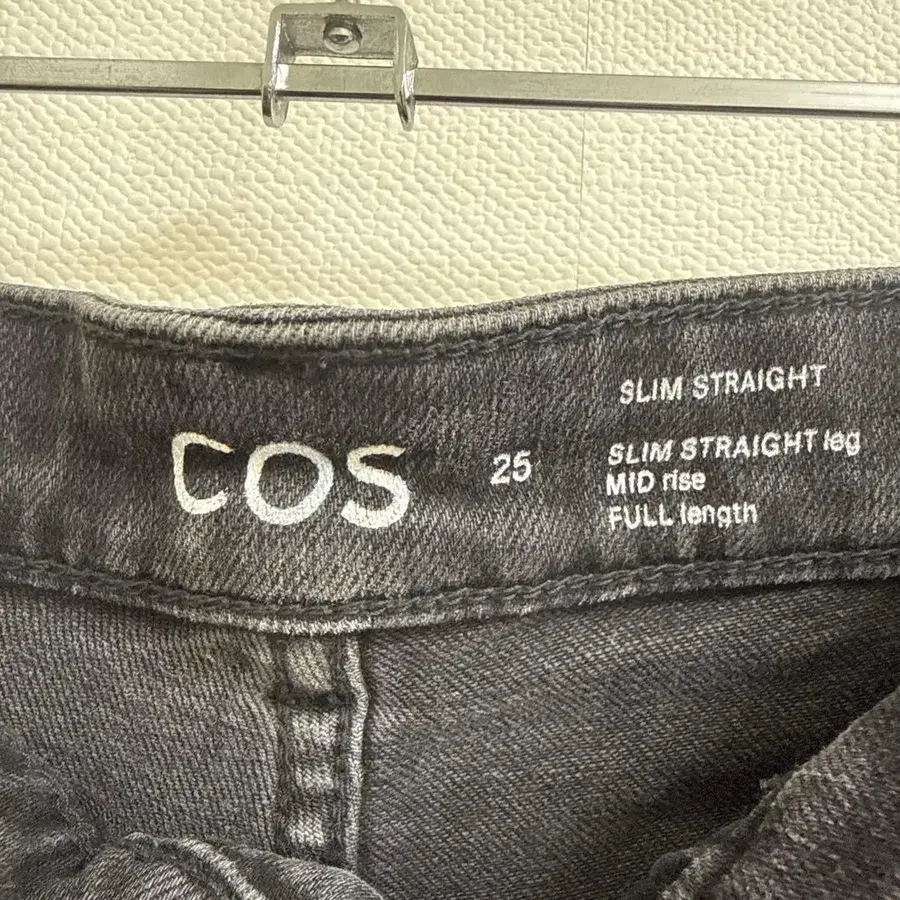 COS
25
SLIM STRAIGHT
SLIM STRAIGHT leg
MID rise
FULL length